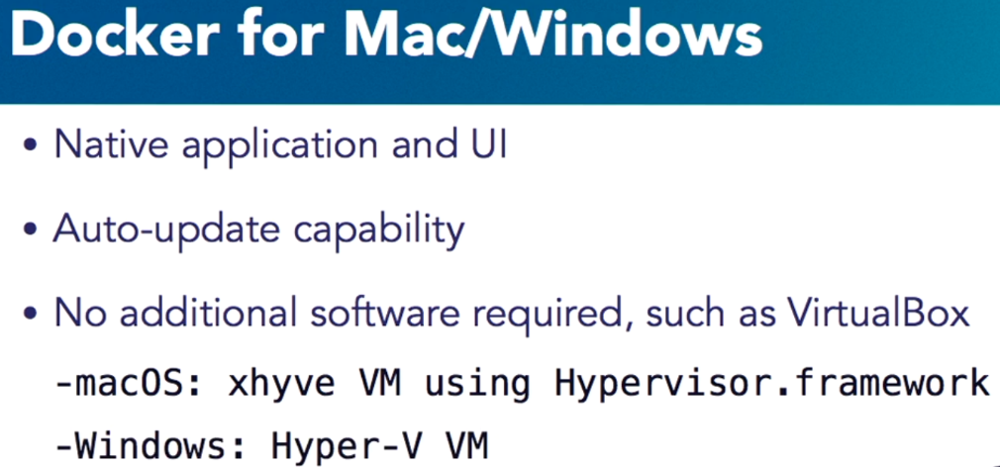 Docker for Mac/Windows
• Native application and UI
• Auto-update capability
• No additional software required, such as VirtualBox
-macOS: xhyve VM using Hypervisor.framework
-Windows: Hyper-V VM